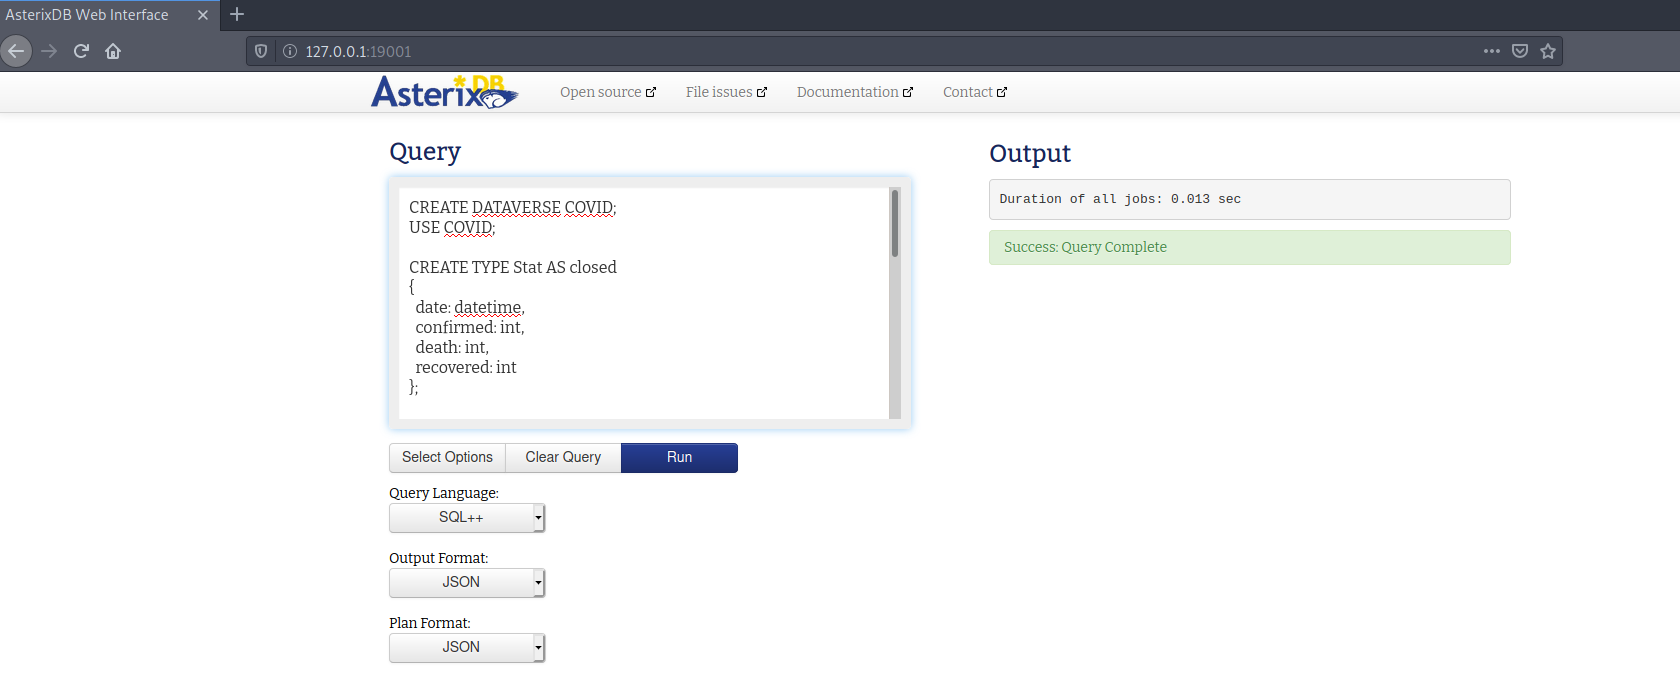 AsterixDB Web Interface
127.0.0.1:19001
Asterix*DB
Open source
File issues
Documentation
Contact
Query
CREATE DATAVERSE COVID;
USE COVID;
CREATE TYPE Stat AS closed
{
date: datetime,
confirmed: int,
death: int,
recovered: int
};
Select Options
Clear Query
Run
Query Language:
SQL++
Output Format:
JSON
Plan Format:
JSON
Output
Duration of all jobs: 0.013 sec
Success: Query Complete